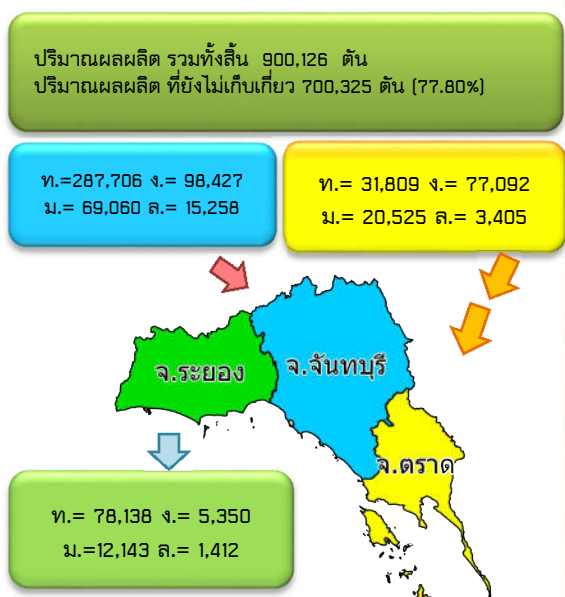 ปริมาณผลผลิต รวมทั้งสิ้น 900,126 ตัน
ปริมาณผลผลิต ที่ยังไม่เก็บเกี่ยว 700,325 ตัน (77.80%)
ท.=287,706 ง.= 98,427
ม.= 69,060 ล.= 15,258
ท.= 31,809 ง.= 77,092
ม.= 20,525 ล.= 3,405
จ.ระยอง
จ.จันทบุรี
จ.ตราด
ท.= 78,138 ง.= 5,350
ม.=12,143 ล.= 1,412